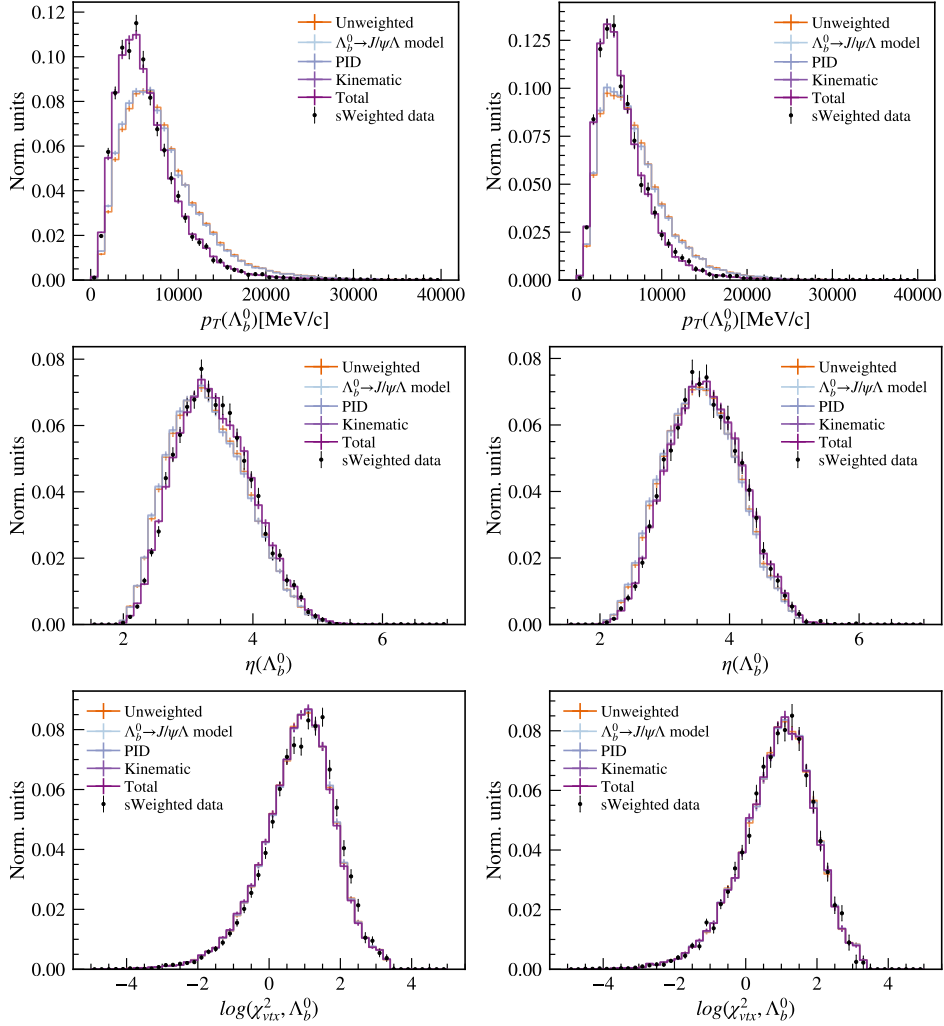 0.12
0.10
0.08
0.06
0.04
0.02
0.00
Norm. units
Unweighted
Λ_b^0→J/ψΛ model
PID
Kinematic
Total
sWeighted data
0 10000 20000 30000 40000
p_T(Λ_b^0)[MeV/c]
0.125
0.100
0.075
0.050
0.025
0.000
Norm. units
Unweighted
Λ_b^0→J/ψΛ model
PID
Kinematic
Total
sWeighted data
0 10000 20000 30000 40000
p_T(Λ_b^0)[MeV/c]
0.08
0.06
0.04
0.02
0.00
Norm. units
Unweighted
Λ_b^0→J/ψΛ model
PID
Kinematic
Total
sWeighted data
2 4 6
η(Λ_b^0)
0.08
0.06
0.04
0.02
0.00
Norm. units
Unweighted
Λ_b^0→J/ψΛ model
PID
Kinematic
Total
sWeighted data
2 4 6
η(Λ_b^0)
0.08
0.06
0.04
0.02
0.00
Norm. units
Unweighted
Λ_b^0→J/ψΛ model
PID
Kinematic
Total
sWeighted data
−4 −2 0 2 4
log(χ_{vtx}^2, Λ_b^0)
0.08
0.06
0.04
0.02
0.00
Norm. units
Unweighted
Λ_b^0→J/ψΛ model
PID
Kinematic
Total
sWeighted data
−4 −2 0 2 4
log(χ_{vtx}^2, Λ_b^0)